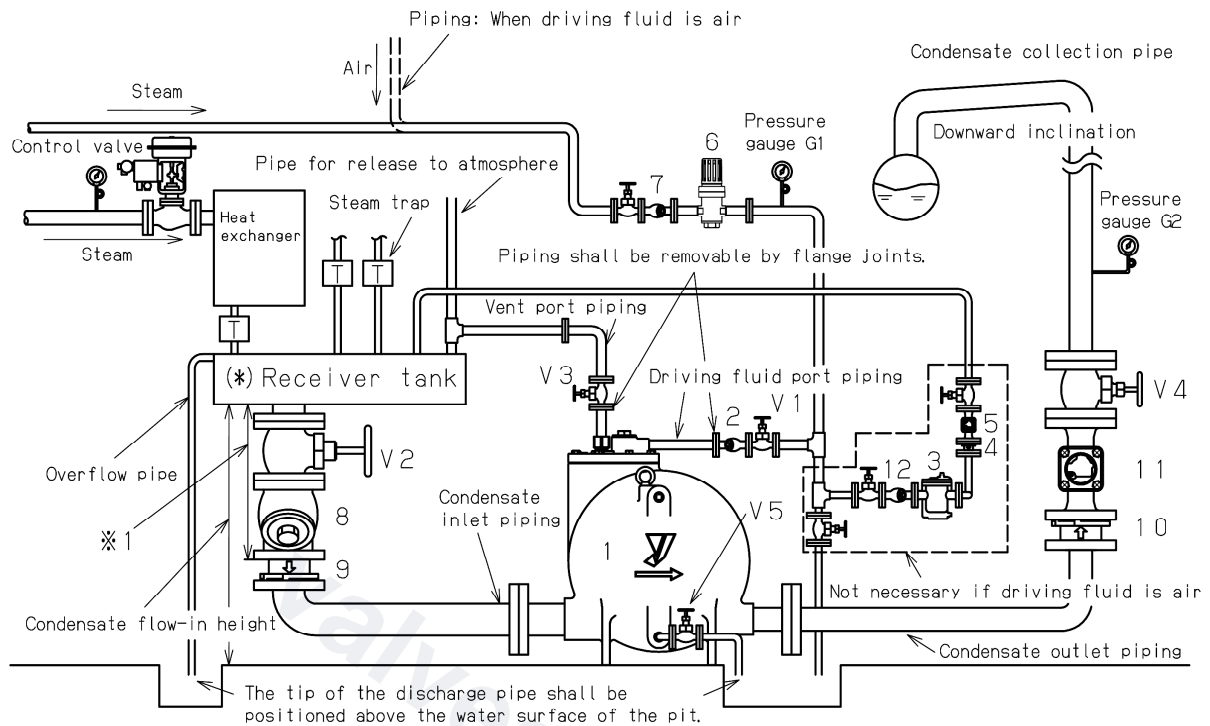 Piping: When driving fluid is air
Air
Steam
Control valve
Pipe for release to atmosphere
Steam trap
Heat
exchanger
Steam
T
T
T
6
7
Pressure
gauge G1
Condensate collection pipe
Downward inclination
Pressure
gauge G2
Piping shall be removable by flange joints.
Vent port piping
(*) Receiver tank
V3
Driving fluid port piping
2
V1
V4
5
4
12
3
11
10
Overflow pipe
V2
※1
8
9
Condensate
inlet piping
1
V5
Not necessary if driving fluid is air
Condensate flow-in height
Condensate outlet piping
The tip of the discharge pipe shall be
positioned above the water surface of the pit.